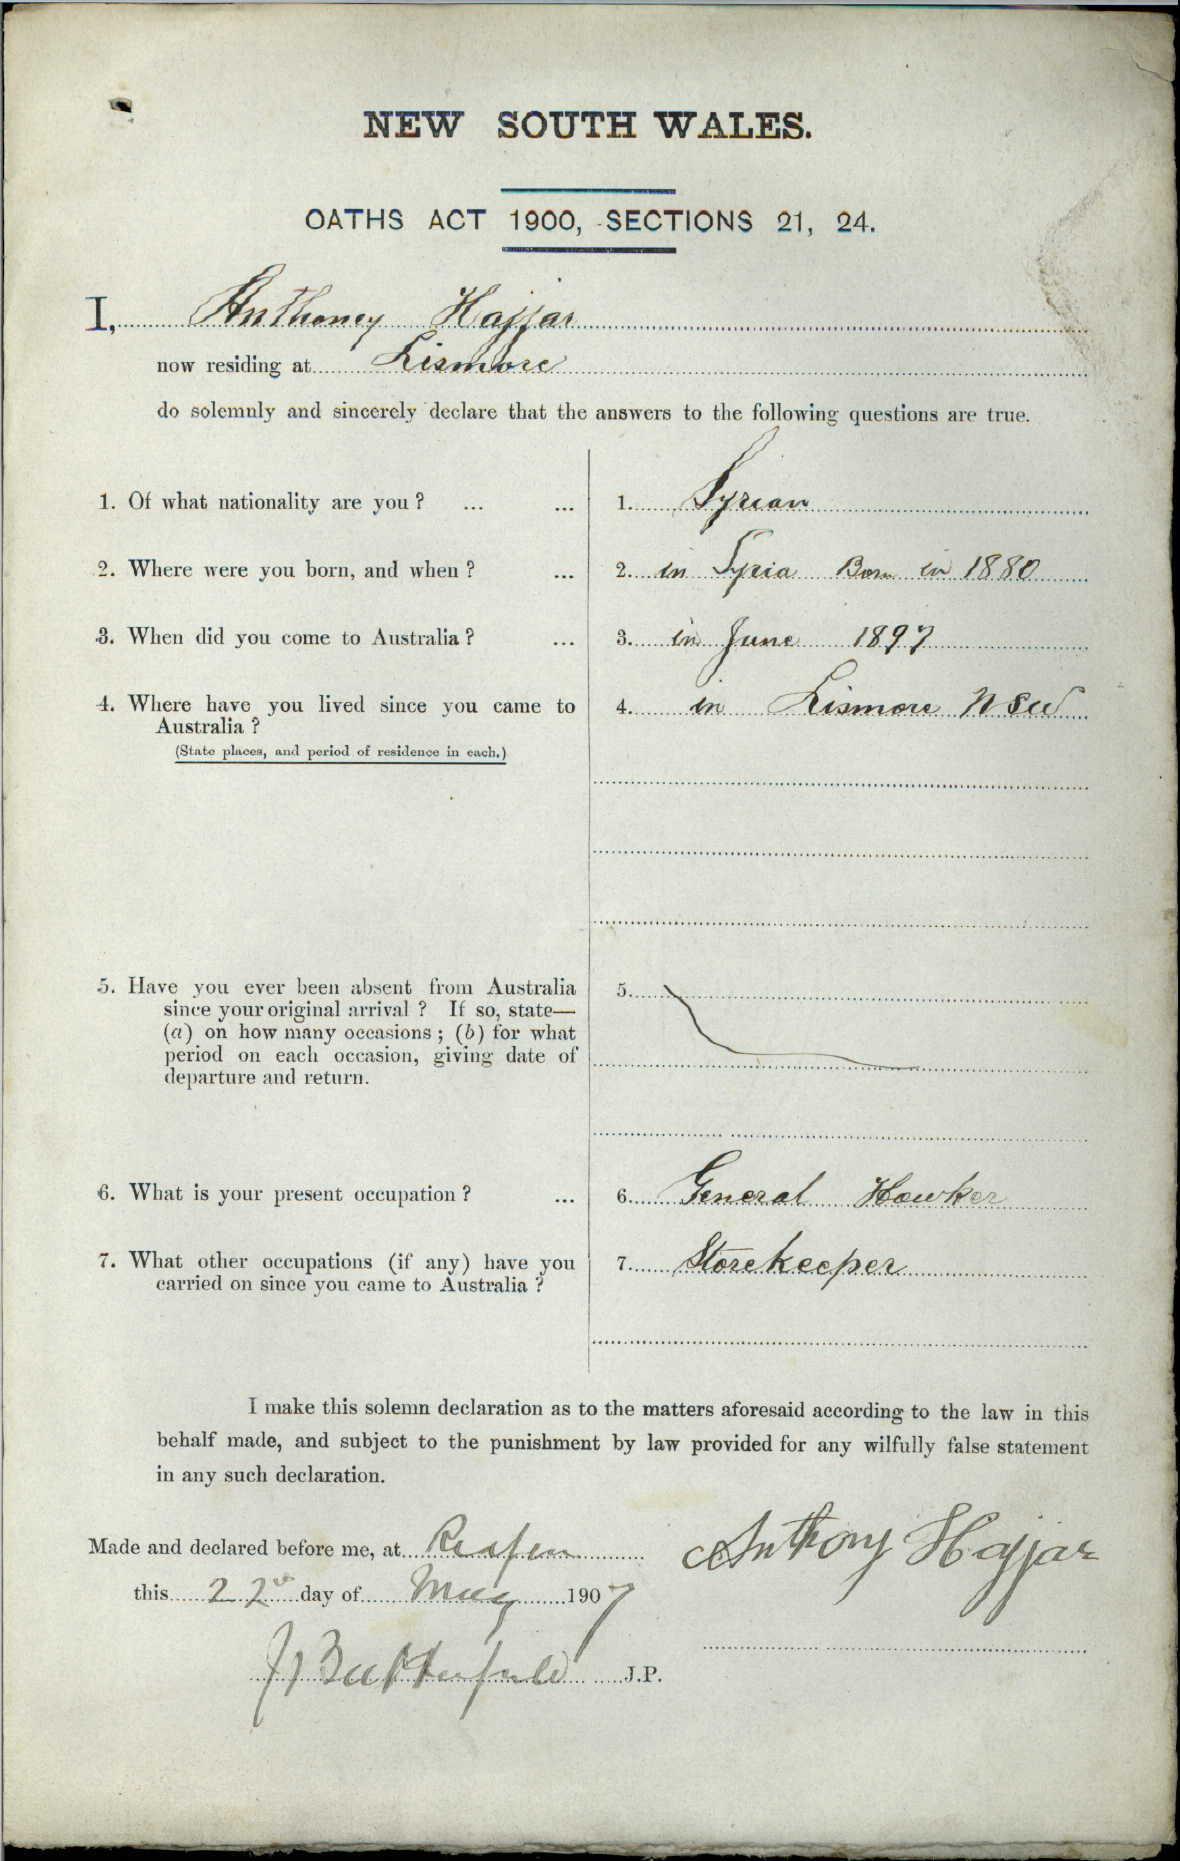 NEW SOUTH WALES.
OATHS ACT 1900, SECTIONS 21, 24.
I, Anthoney Hajjar
now residing at Lismore
do solemnly and sincerely declare that the answers to the following questions are true.
1. Of what nationality are you ? ... ... 1. Syrian
2. Where were you born, and when ? ... 2. in Syria Born in 1880
3. When did you come to Australia ? ... 3. in June 1897
4. Where have you lived since you came to 4. in Lismore NSW
Australia ?
(State places, and period of residence in each.)
5. Have you ever been absent from Australia 5.
since your original arrival ? If so, state—
(a) on how many occasions ; (b) for what
period on each occasion, giving date of
departure and return.
6. What is your present occupation ? ... 6. General Hawker
7. What other occupations (if any) have you 7. Storekeeper
carried on since you came to Australia ?
I make this solemn declaration as to the matters aforesaid according to the law in this
behalf made, and subject to the punishment by law provided for any wilfully false statement
in any such declaration.
Made and declared before me, at Anthony Hajjar
this 22 day of May 1907
J.P.